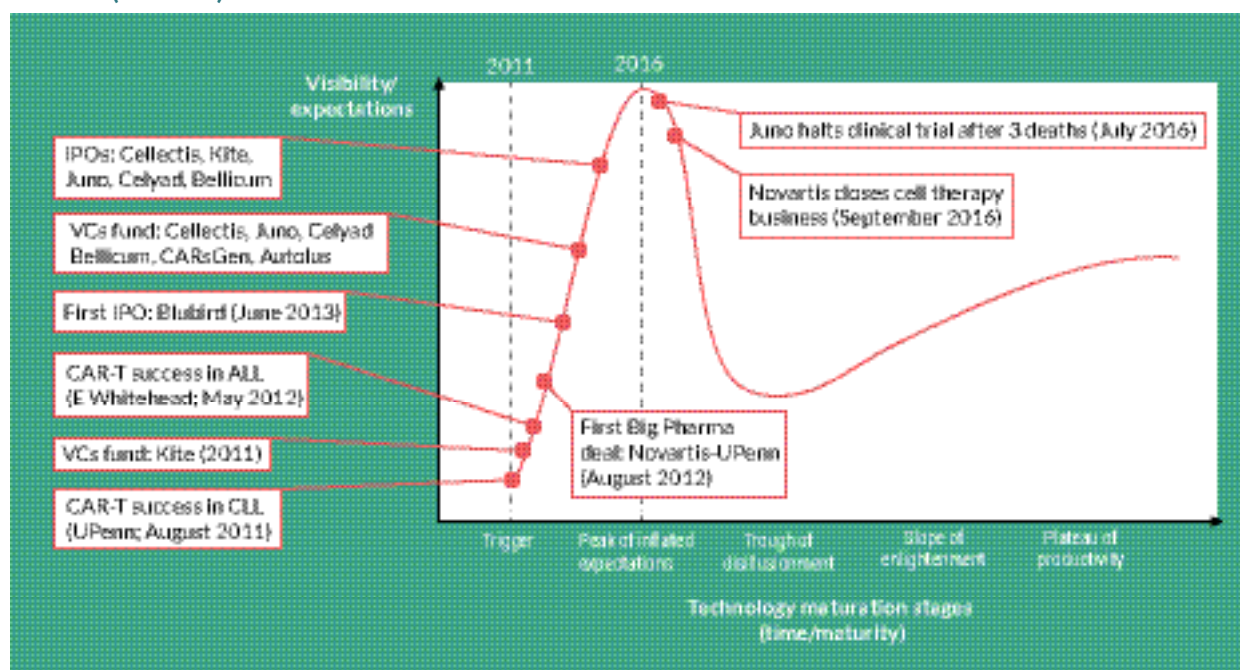 2011
2016
Visibility/
expectations
IPOs: Cellectis, Kite,
Juno, Celyad, Bellicum
VCs fund: Cellectis, Juno, Celyad
Bellicum, CARsGen, Autolus
First IPO: Blubird (June 2013)
CAR-T success in ALL
(E Whitehead; May 2012)
VCs fund: Kite (2011)
CAR-T success in CLL
(UPenn; August 2011)
Juno halts clinical trial after 3 deaths (July 2016)
Novartis closes cell therapy
business (September 2016)
First Big Pharma
deal: Novartis-UPenn
(August 2012)
Trigger
Peak of inflated
expectations
Trough of
disillusionment
Slope of
enlightenment
Plateau of
productivity
Technology maturation stages
(time/maturity)